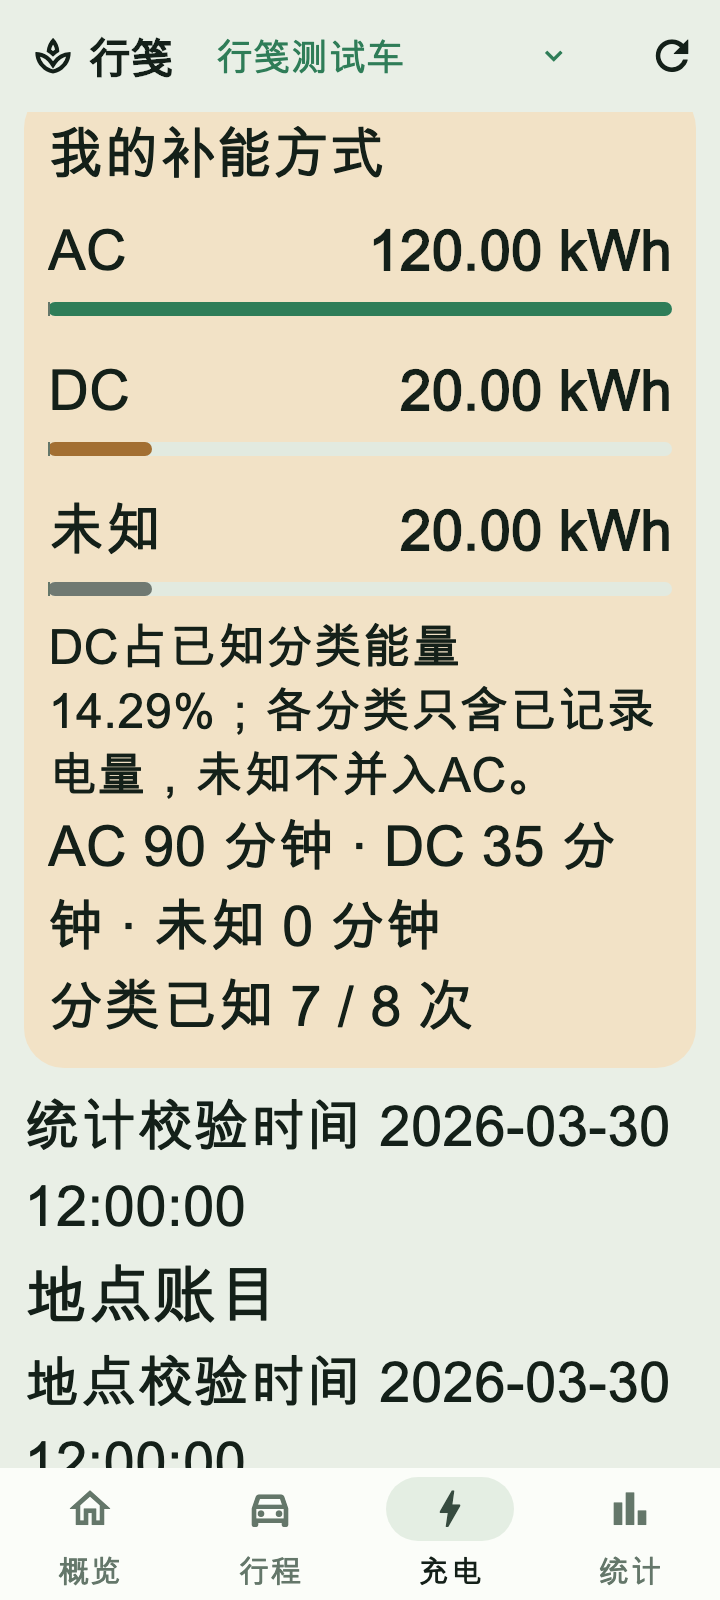 行笺 行笺测试车
我的补能方式
AC 120.00 kWh
DC 20.00 kWh
未知 20.00 kWh
DC占已知分类能量
14.29%；各分类只含已记录
电量，未知不并入AC。
AC 90 分钟 · DC 35 分
钟 · 未知 0 分钟
分类已知 7 / 8 次
统计校验时间 2026-03-30
12:00:00
地点账目
地点校验时间 2026-03-30
12:00:00
概览 行程 充电 统计